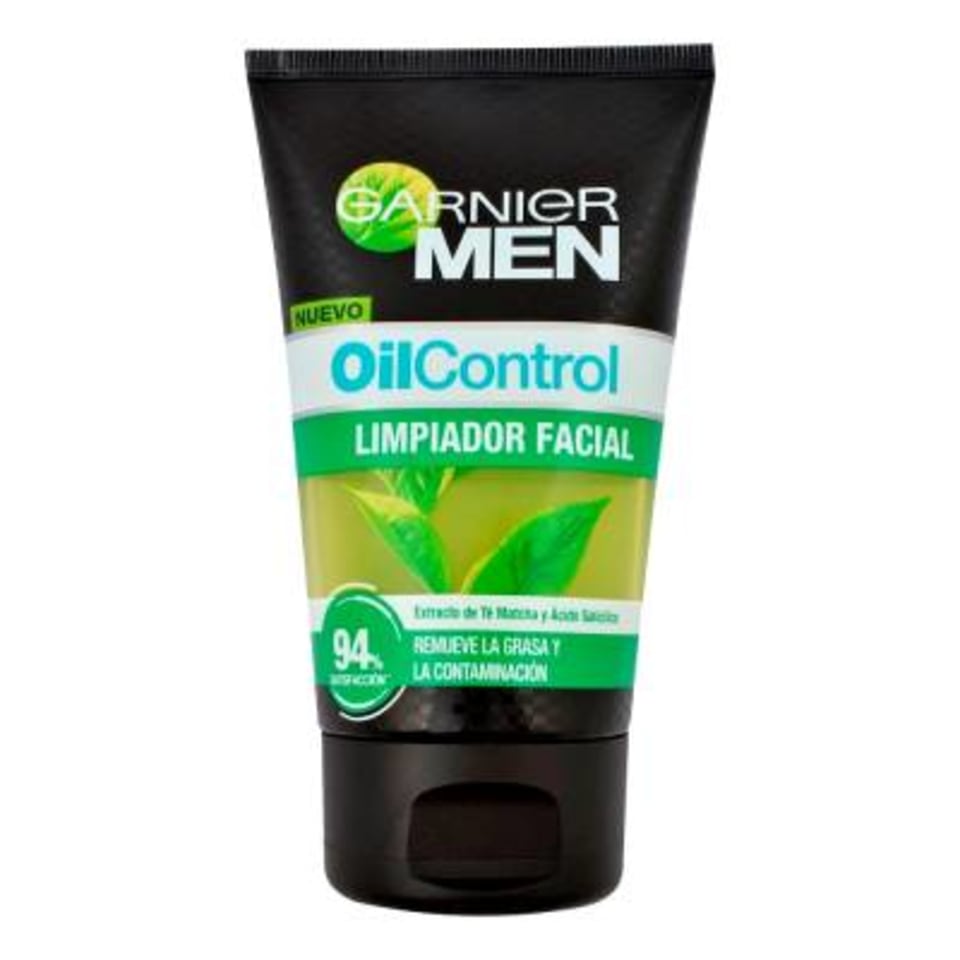 GARNIER
MEN
NUEVO
OilControl
LIMPIADOR FACIAL
Extracto de Té Matcha y Ácido Salicílico
94%
SATISFACCIÓN
REMUEVE LA GRASA Y
LA CONTAMINACIÓN